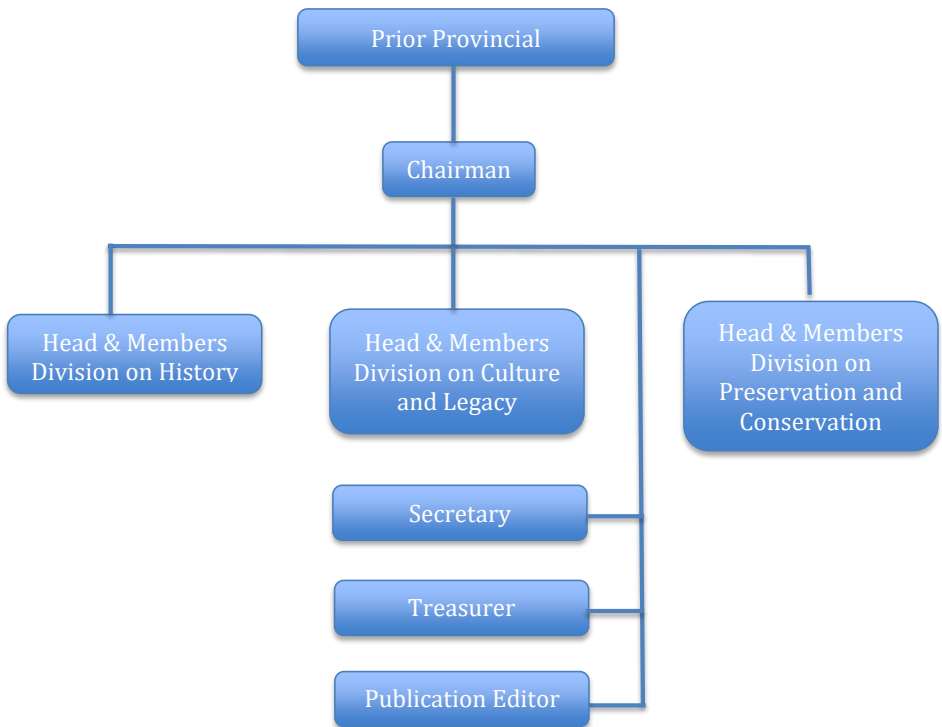 Prior Provincial
Chairman
Head & Members
Division on History
Head & Members
Division on Culture
and Legacy
Head & Members
Division on
Preservation and
Conservation
Secretary
Treasurer
Publication Editor